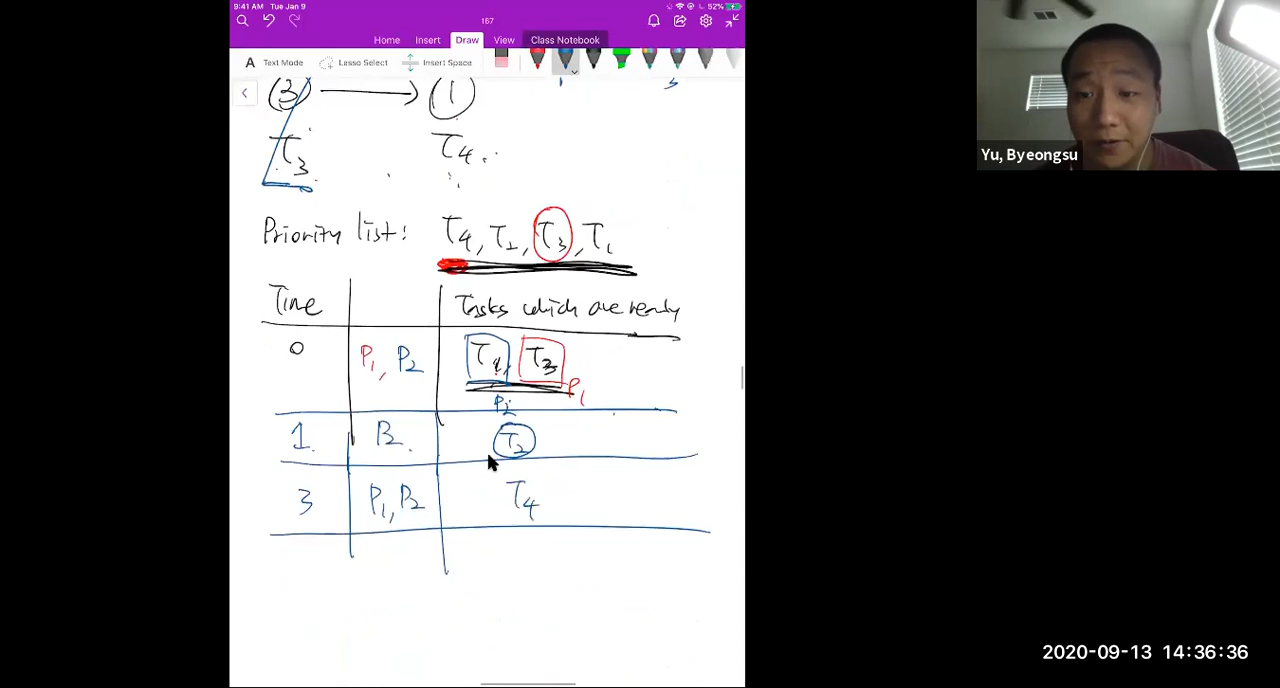 9:41 AM Tue Jan 9
52%
167
Home Insert Draw View Class Notebook
A Text Mode Lasso Select Insert Space
3 → 1
T3 T4
Priority list: T4, T2, T3, T1
Time Tasks which are ready
0 P1, P2 T1, T3
P2 P1
1. P2. T2
3 P1, P2 T4
Yu, Byeongsu
2020-09-13 14:36:36